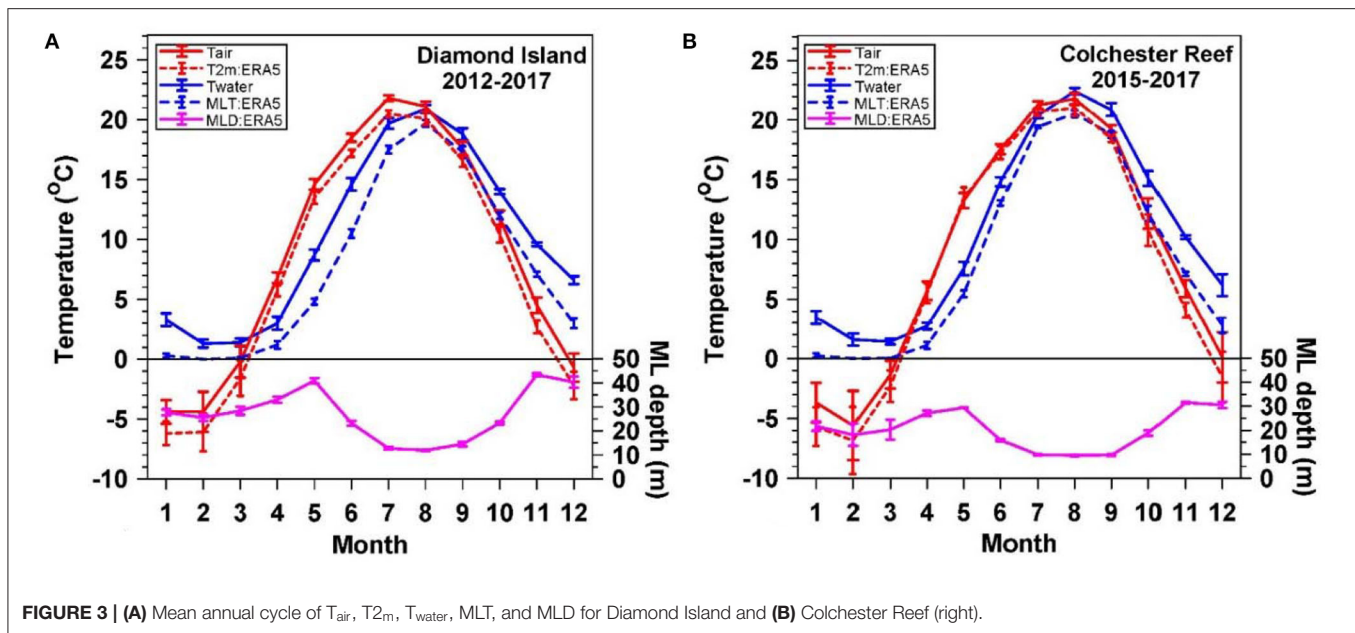 A
Diamond Island
2012-2017
Tair
T2m:ERA5
Twater
MLT:ERA5
MLD:ERA5
Temperature (°C)
25
20
15
10
5
0
-5
-10
ML depth (m)
50
40
30
20
10
0
1 2 3 4 5 6 7 8 9 10 11 12
Month
B
Colchester Reef
2015-2017
Tair
T2m:ERA5
Twater
MLT:ERA5
MLD:ERA5
Temperature (°C)
25
20
15
10
5
0
-5
-10
ML depth (m)
50
40
30
20
10
0
1 2 3 4 5 6 7 8 9 10 11 12
Month
FIGURE 3 | (A) Mean annual cycle of Tair, T2m, Twater, MLT, and MLD for Diamond Island and (B) Colchester Reef (right).